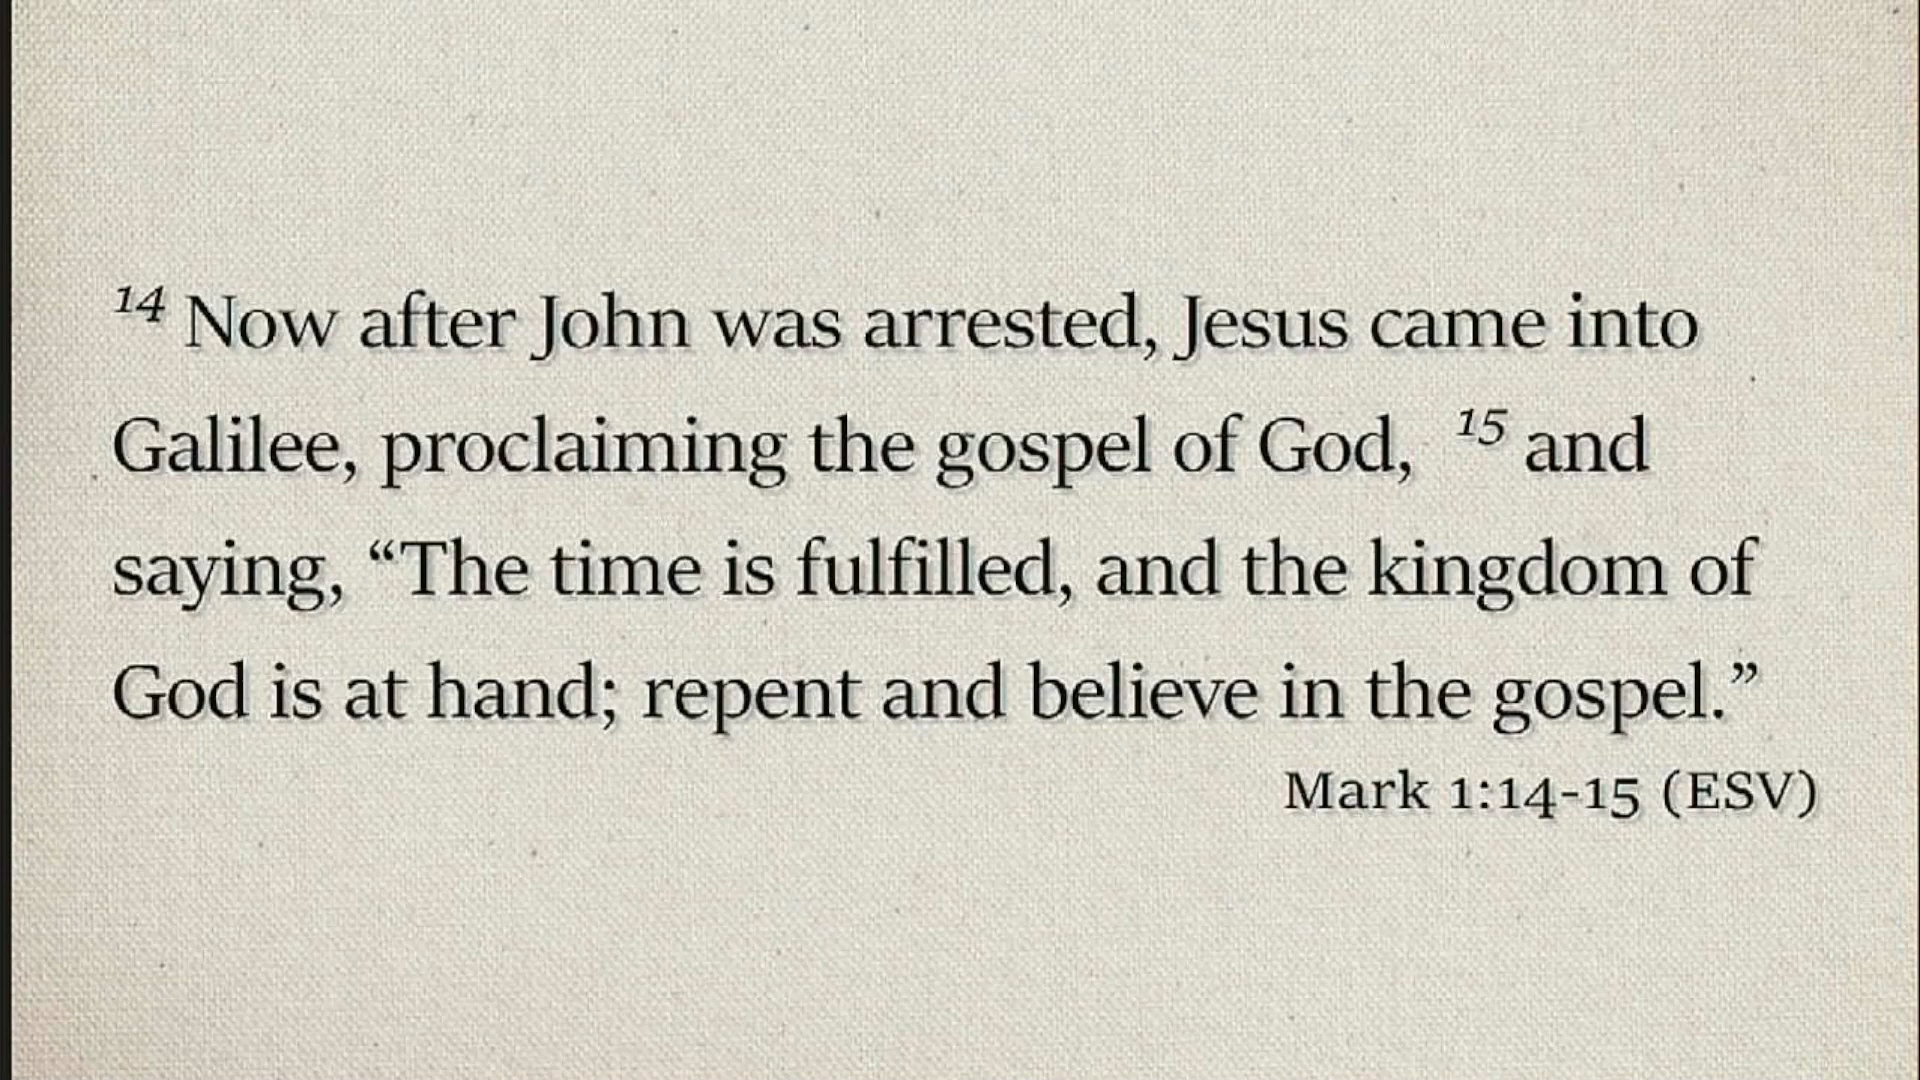 14 Now after John was arrested, Jesus came into
Galilee, proclaiming the gospel of God, 15 and
saying, “The time is fulfilled, and the kingdom of
God is at hand; repent and believe in the gospel.”
Mark 1:14-15 (ESV)